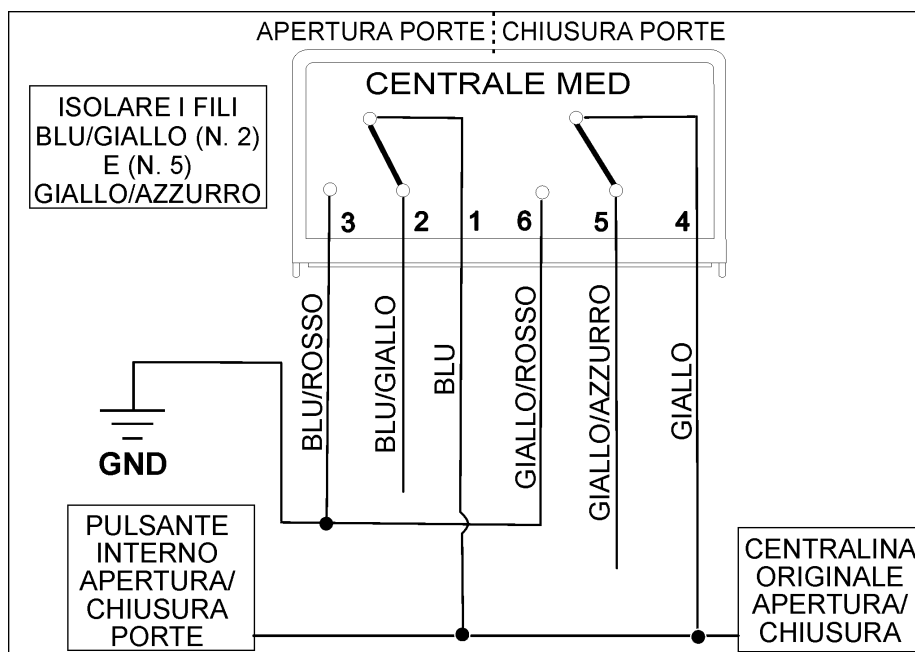 APERTURA PORTE CHIUSURA PORTE
CENTRALE MED
ISOLARE I FILI
BLU/GIALLO (N. 2)
E (N. 5)
GIALLO/AZZURRO
3 2 1 6 5 4
BLU/ROSSO
BLU/GIALLO
BLU
GIALLO/ROSSO
GIALLO/AZZURRO
GIALLO
GND
PULSANTE
INTERNO
APERTURA/
CHIUSURA
PORTE
CENTRALINA
ORIGINALE
APERTURA/
CHIUSURA